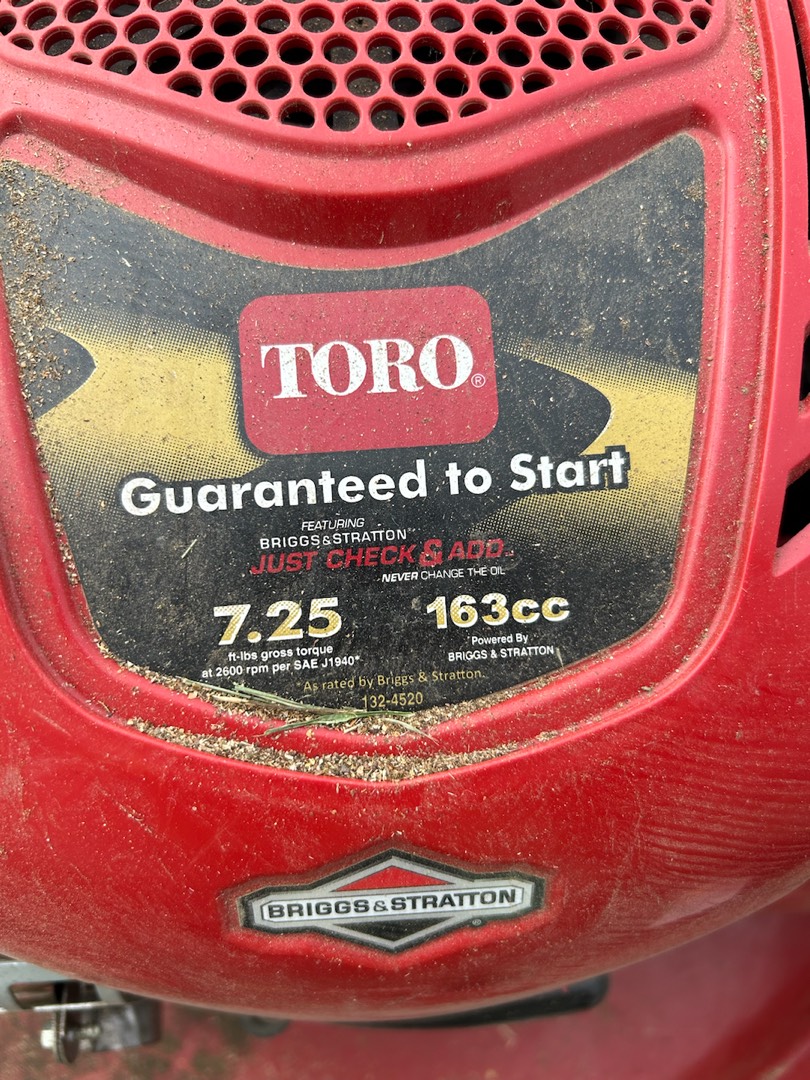 TORO®
Guaranteed to Start
FEATURING
BRIGGS&STRATTON™
JUST CHECK & ADD™
NEVER CHANGE THE OIL
7.25
ft-lbs gross torque
at 2600 rpm per SAE J1940*
163cc
Powered By
BRIGGS & STRATTON
*As rated by Briggs & Stratton.
132-4520
BRIGGS&STRATTON®